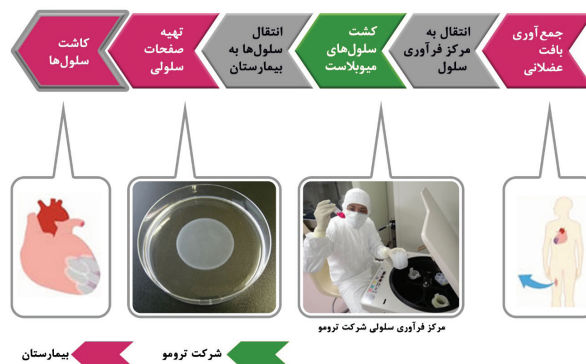 جمع‌آوری
بافت
عضلانی
انتقال به
مرکز فرآوری
سلول
کشت
سلول‌های
میوبلاست
انتقال
سلول‌ها به
بیمارستان
تهیه
صفحات
سلولی
کاشت
سلول‌ها
مرکز فرآوری سلولی شرکت ترومو
شرکت ترومو
بیمارستان